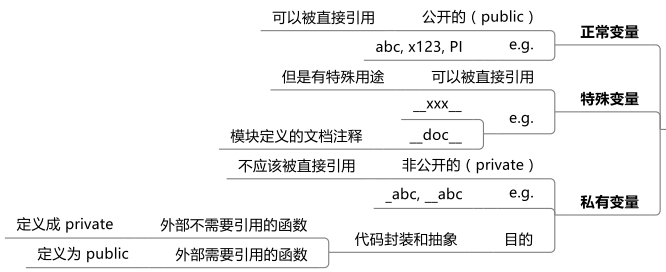 可以被直接引用 公开的（public） 正常变量
abc, x123, PI e.g.
但是有特殊用途 可以被直接引用
__xxx__ e.g. 特殊变量
模块定义的文档注释 __doc__
不应该被直接引用 非公开的（private）
_abc, __abc e.g. 私有变量
定义成 private 外部不需要引用的函数
代码封装和抽象 目的
定义为 public 外部需要引用的函数